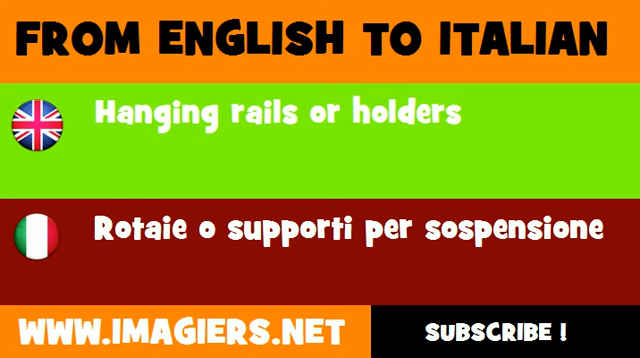 FROM ENGLISH TO ITALIAN
Hanging rails or holders
Rotaie o supporti per sospensione
WWW.IMAGIERS.NET
SUBSCRIBE !